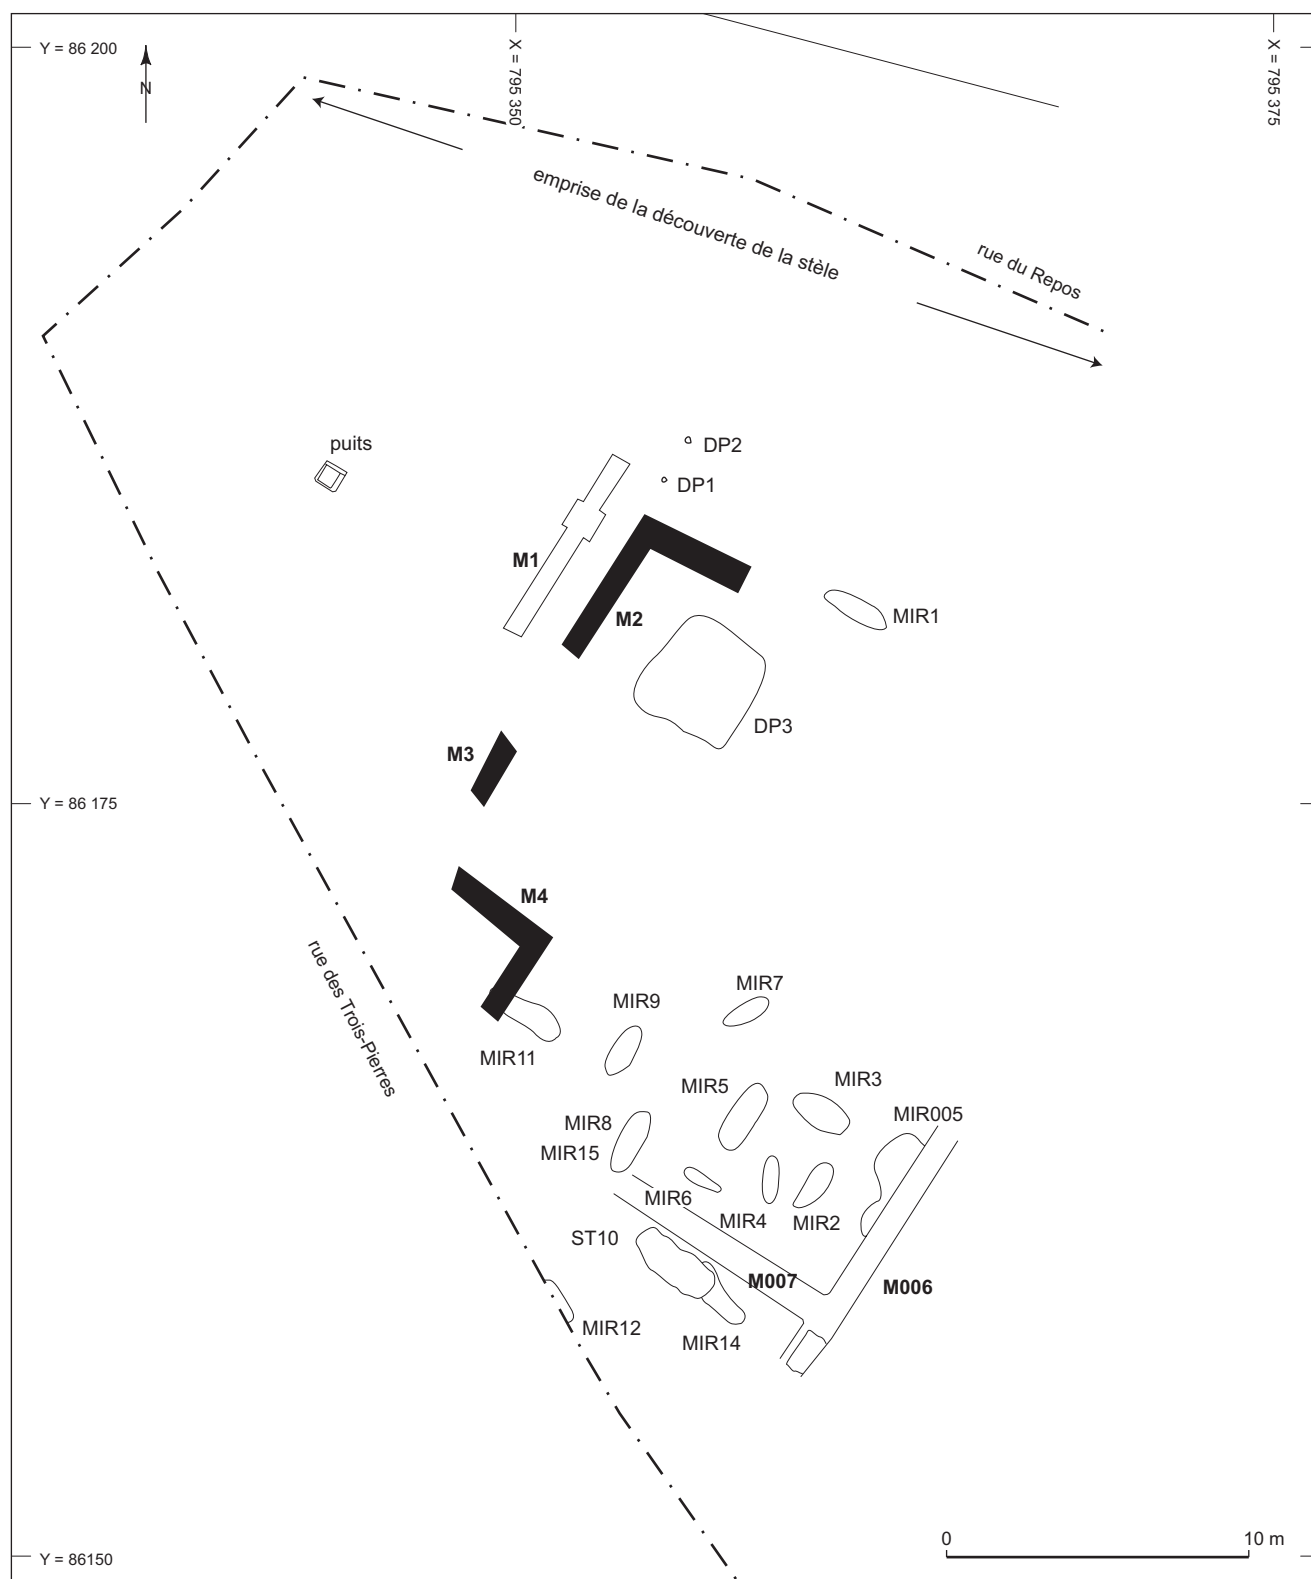 Y = 86 200
N
X = 795 350
X = 795 375
emprise de la découverte de la stèle
rue du Repos
puits
DP2
DP1
M1
M2
MIR1
DP3
M3
Y = 86 175
M4
rue des Trois-Pierres
MIR9
MIR7
MIR11
MIR5
MIR3
MIR005
MIR8
MIR15
MIR6
MIR4
MIR2
ST10
M007
M006
MIR12
MIR14
0
10 m
Y = 86150